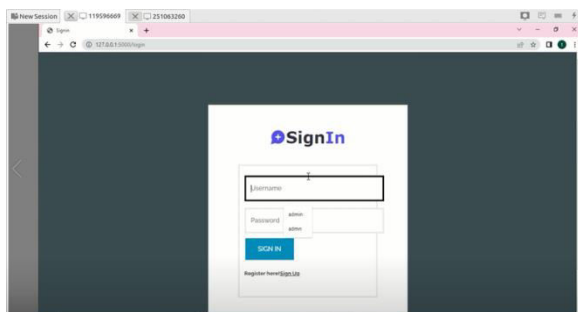 New Session 119596669 251063260
Signin
127.0.0.1:5000/login
SignIn
Username
Password
admin
admin
SIGN IN
Register here!Sign Up